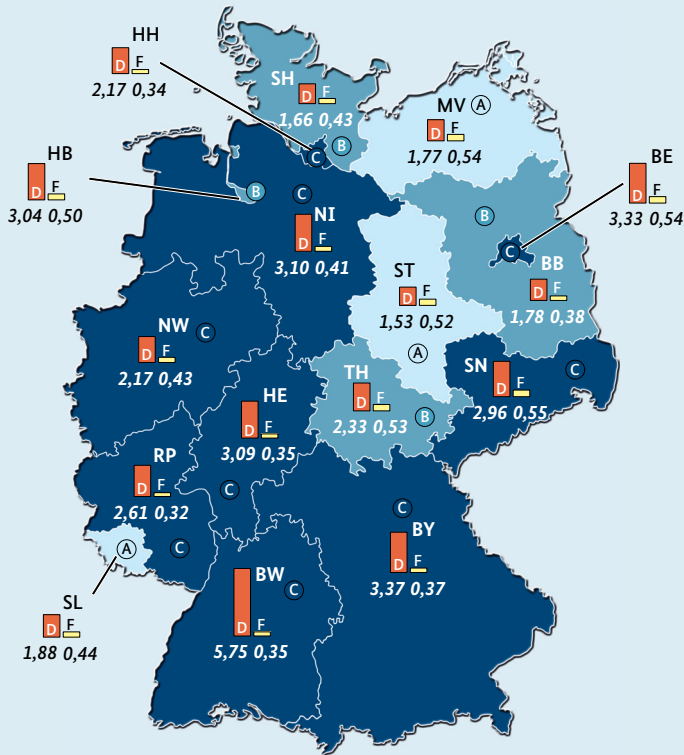 HH
D F
2,17 0,34
SH
D F
1,66 0,43
B
C
MV A
D F
1,77 0,54
HB
D F
3,04 0,50
B
C
NI
D F
3,10 0,41
BE
D F
3,33 0,54
B
C
BB
D F
1,78 0,38
ST
D F
1,53 0,52
A
NW C
D F
2,17 0,43
HE
D F
3,09 0,35
C
TH
D F
2,33 0,53
B
SN C
D F
2,96 0,55
RP
D F
2,61 0,32
A
C
SL
D F
1,88 0,44
BW C
D F
5,75 0,35
C
BY
D F
3,37 0,37